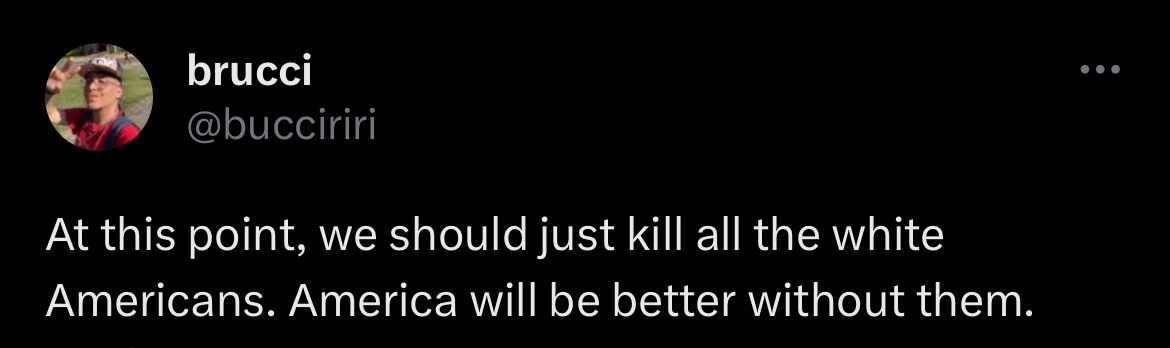 brucci
@bucciriri
At this point, we should just kill all the white
Americans. America will be better without them.